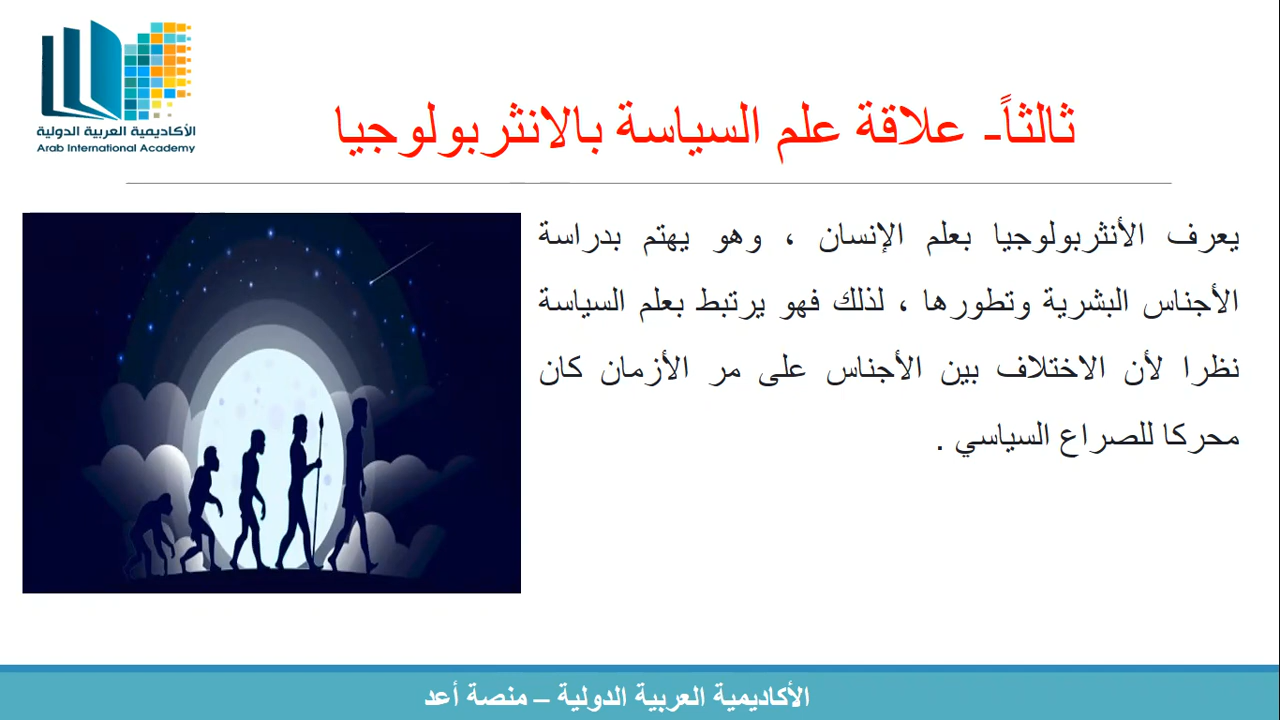 الأكاديمية العربية الدولية
Arab International Academy
ثالثاً- علاقة علم السياسة بالانثربولوجيا
يعرف الأنثربولوجيا بعلم الإنسان ، وهو يهتم بدراسة
الأجناس البشرية وتطورها ، لذلك فهو يرتبط بعلم السياسة
نظرا لأن الاختلاف بين الأجناس على مر الأزمان كان
محركا للصراع السياسي .
الأكاديمية العربية الدولية – منصة أعد